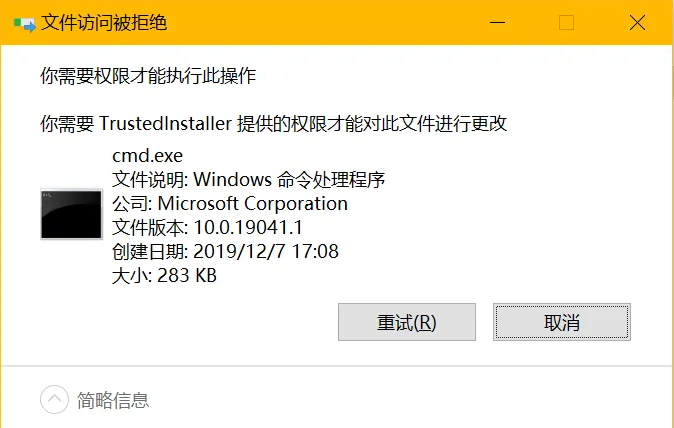 文件访问被拒绝
你需要权限才能执行此操作
你需要 TrustedInstaller 提供的权限才能对此文件进行更改
cmd.exe
文件说明: Windows 命令处理程序
公司: Microsoft Corporation
文件版本: 10.0.19041.1
创建日期: 2019/12/7 17:08
大小: 283 KB
重试(R)
取消
简略信息